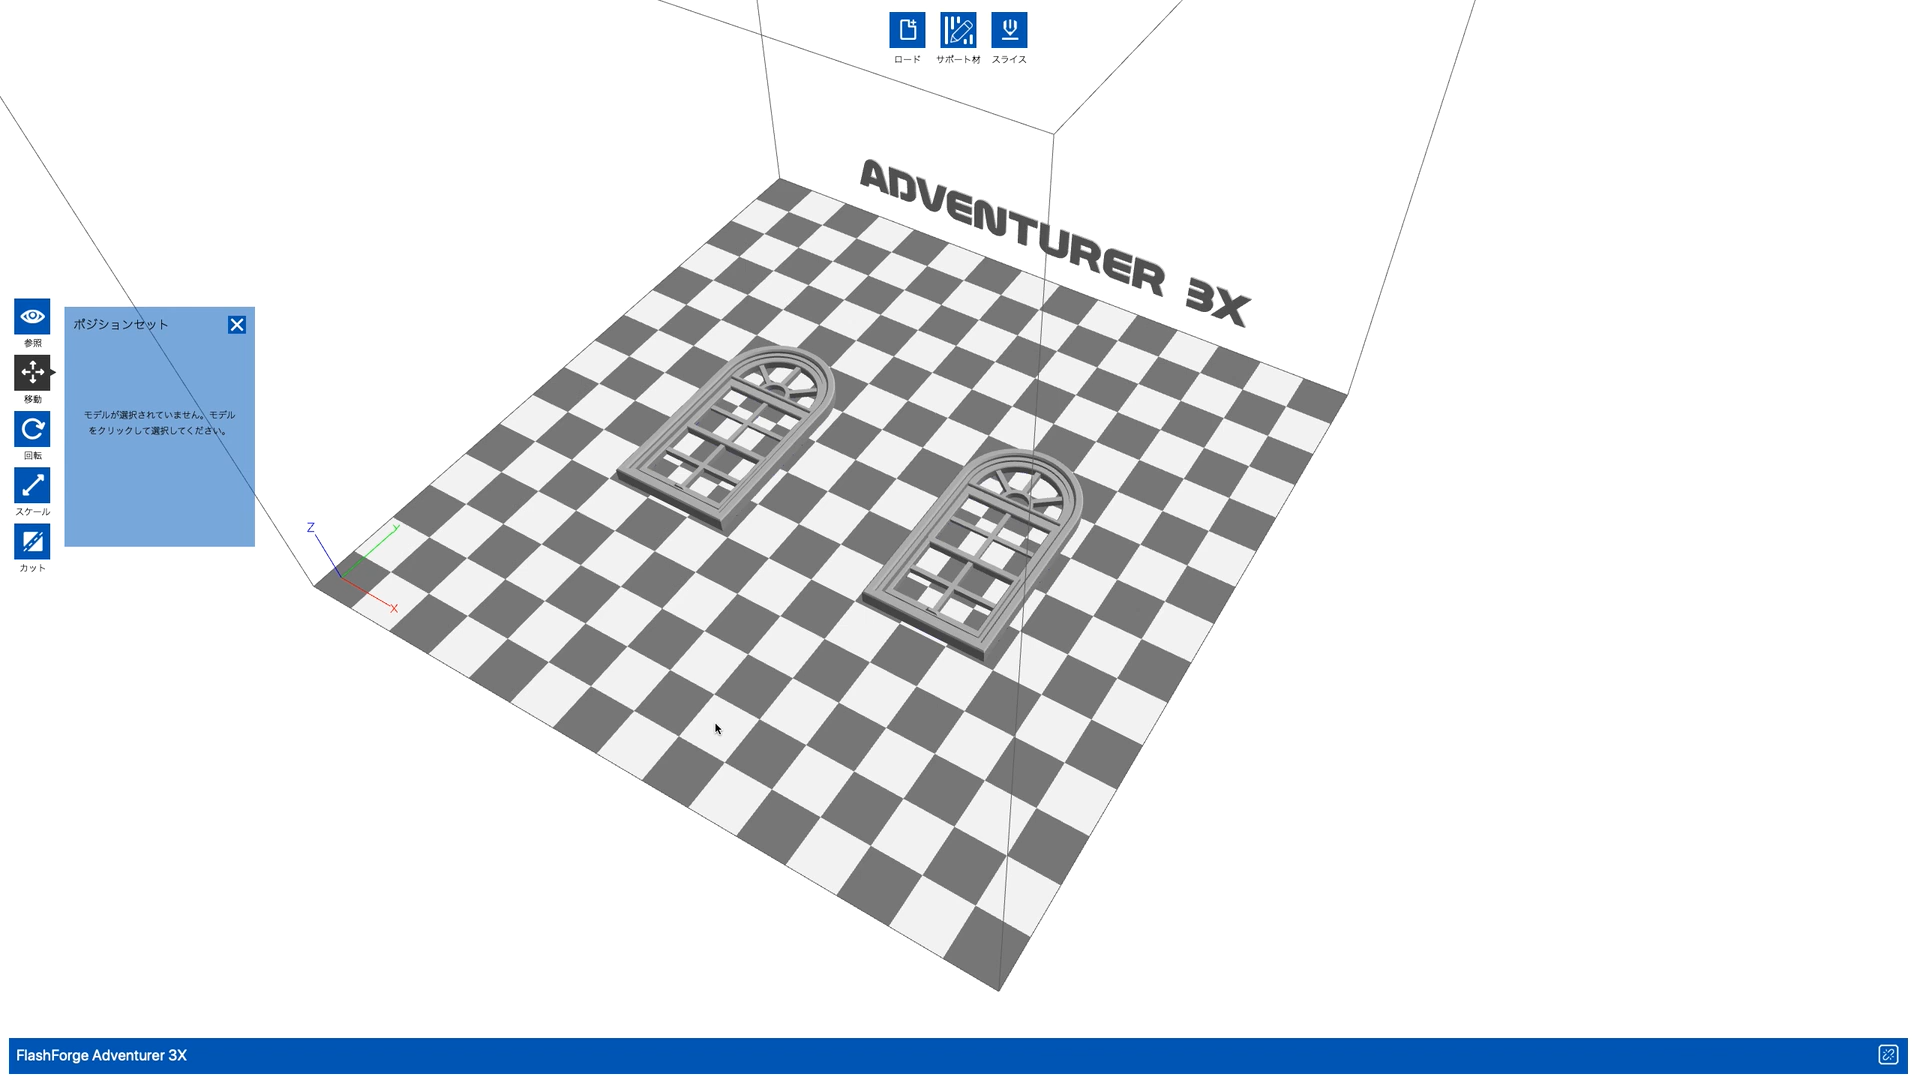 ロード
サポート材
スライス
ADVENTURER 3X
参照
ポジションセット
移動
モデルが選択されていません。モデル
をクリックして選択してください。
回転
スケール
カット
Z
Y
X
FlashForge Adventurer 3X